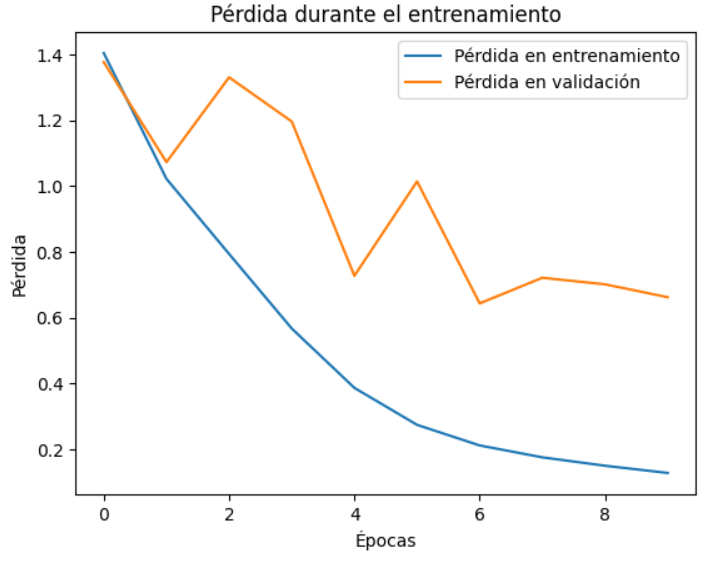 Pérdida durante el entrenamiento
Pérdida en entrenamiento
Pérdida en validación
Pérdida
1.4
1.2
1.0
0.8
0.6
0.4
0.2
0 2 4 6 8
Épocas